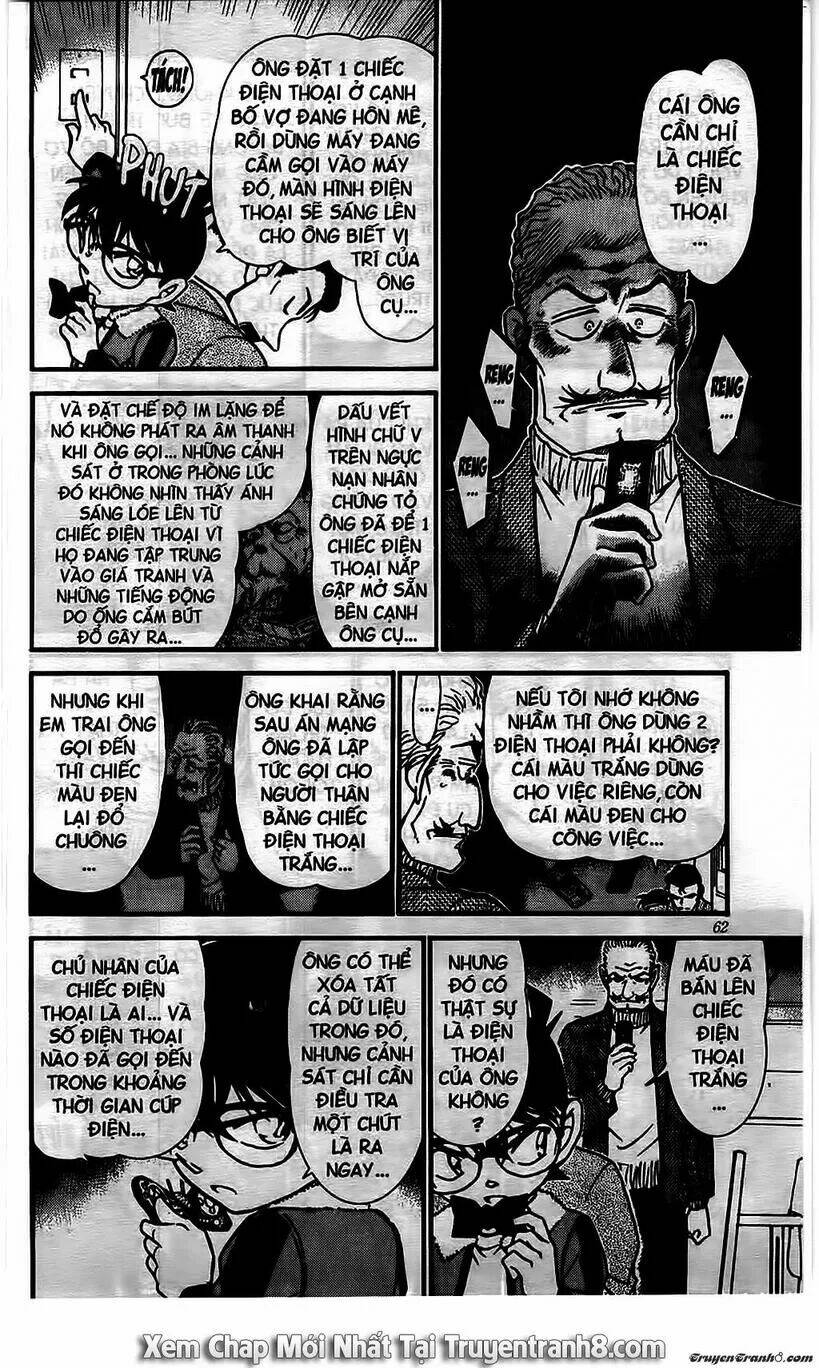 CÁI ÔNG
CẦN CHỈ
LÀ CHIẾC
ĐIỆN
THOẠI
...
RENG
...
RENG
...
RENG
...
ÔNG ĐẶT 1 CHIẾC
ĐIỆN THOẠI Ở CẠNH
BỐ VỢ ĐANG HÔN MÊ,
RỒI DÙNG MÁY ĐANG
CẦM GỌI VÀO MÁY
ĐÓ, MÀN HÌNH ĐIỆN
THOẠI SẼ SÁNG LÊN
CHO ÔNG BIẾT VỊ
TRÍ CỦA
ÔNG
CỤ...
TÁCH!
PHỤT
DẤU VẾT
HÌNH CHỮ V
TRÊN NGỰC
NẠN NHÂN
CHỨNG TỎ
ÔNG ĐÃ ĐỂ 1
CHIẾC ĐIỆN
THOẠI NẮP
GẬP MỞ SẴN
BÊN CẠNH
ÔNG CỤ...
VÀ ĐẶT CHẾ ĐỘ IM LẶNG ĐỂ
NÓ KHÔNG PHÁT RA ÂM THANH
KHI ÔNG GỌI... NHỮNG CẢNH
SÁT Ở TRONG PHÒNG LÚC
ĐÓ KHÔNG NHÌN THẤY ÁNH
SÁNG LÓE LÊN TỪ
CHIẾC ĐIỆN THOẠI VÌ
HỌ ĐANG TẬP TRUNG
VÀO GIÁ TRANH VÀ
NHỮNG TIẾNG ĐỘNG
DO ỐNG CẮM BÚT
ĐỔ GÂY RA...
NẾU TÔI NHỚ KHÔNG
NHẦM THÌ ÔNG DÙNG 2
ĐIỆN THOẠI PHẢI KHÔNG?
CÁI MÀU TRẮNG DÙNG
CHO VIỆC RIÊNG, CÒN
CÁI MÀU ĐEN CHO
CÔNG VIỆC...
...
ÔNG KHAI RẰNG
SAU ÁN MẠNG
ÔNG ĐÃ LẬP
TỨC GỌI CHO
NGƯỜI THÂN
BẰNG CHIẾC
ĐIỆN THOẠI
TRẮNG...
NHƯNG KHI
EM TRAI ÔNG
GỌI ĐẾN
THÌ CHIẾC
MÀU ĐEN
LẠI ĐỔ
CHUÔNG
...
62
MÁU ĐÃ
BẮN LÊN
CHIẾC
ĐIỆN
THOẠI
TRẮNG
...
NHƯNG
ĐÓ CÓ
THẬT SỰ
LÀ ĐIỆN
THOẠI
CỦA ÔNG
KHÔNG
?
ÔNG CÓ THỂ
XÓA TẤT
CẢ DỮ LIỆU
TRONG ĐÓ,
NHƯNG CẢNH
SÁT CHỈ CẦN
ĐIỀU TRA
MỘT CHÚT
LÀ RA
NGAY...
CHỦ NHÂN CỦA
CHIẾC ĐIỆN
THOẠI LÀ AI... VÀ
SỐ ĐIỆN THOẠI
NÀO ĐÃ GỌI ĐẾN
TRONG KHOẢNG
THỜI GIAN CÚP
ĐIỆN...
Xem Chap Mới Nhất Tại Truyentranh8.com
TruyenTranh8.com